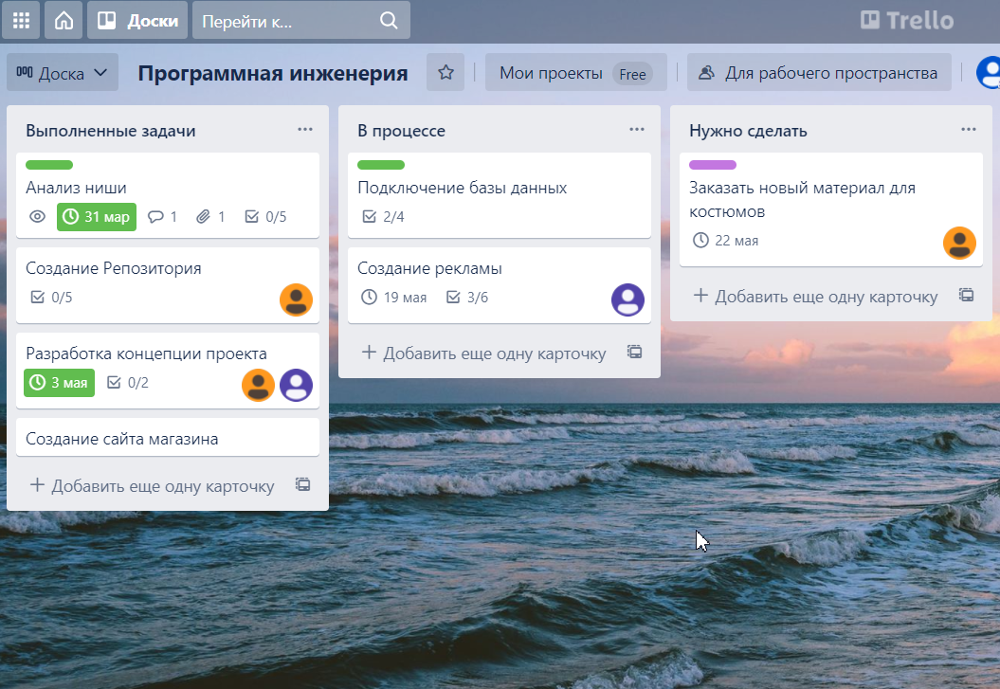 Доски
Перейти к...
Trello
Доска
Программная инженерия
Мои проекты Free
Для рабочего пространства
Выполненные задачи
Анализ ниши
31 мар 1 1 0/5
Создание Репозитория
0/5
Разработка концепции проекта
3 мая 0/2
Создание сайта магазина
+ Добавить еще одну карточку
В процессе
Подключение базы данных
2/4
Создание рекламы
19 мая 3/6
+ Добавить еще одну карточку
Нужно сделать
Заказать новый материал для
костюмов
22 мая
+ Добавить еще одну карточку